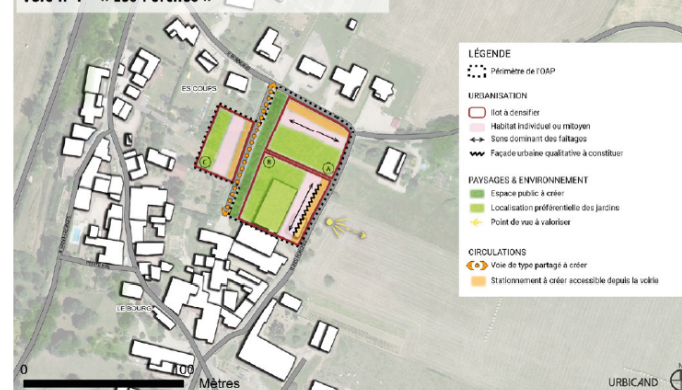 LÉGENDE
Périmètre de l'OAP
URBANISATION
Ilot à densifier
Habitat individuel ou mitoyen
Sens dominant des faîtages
Façade urbaine qualitative à constituer
PAYSAGES & ENVIRONNEMENT
Espace public à créer
Localisation préférentielle des jardins
Point de vue à valoriser
CIRCULATIONS
Voie de type partagé à créer
Stationnement à créer accessible depuis la voirie
ES COUPS
C
B
A
LE BOURG
0
100
Mètres
URBICAND